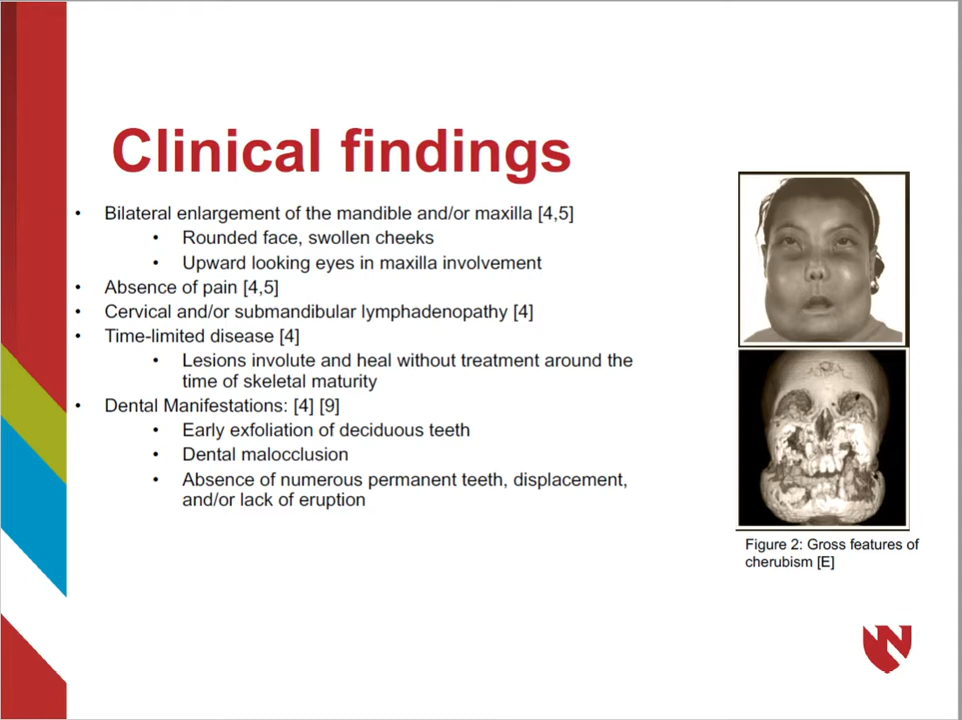 Clinical findings
• Bilateral enlargement of the mandible and/or maxilla [4,5]
• Rounded face, swollen cheeks
• Upward looking eyes in maxilla involvement
• Absence of pain [4,5]
• Cervical and/or submandibular lymphadenopathy [4]
• Time-limited disease [4]
• Lesions involute and heal without treatment around the
time of skeletal maturity
• Dental Manifestations: [4] [9]
• Early exfoliation of deciduous teeth
• Dental malocclusion
• Absence of numerous permanent teeth, displacement,
and/or lack of eruption
Figure 2: Gross features of
cherubism [E]
N